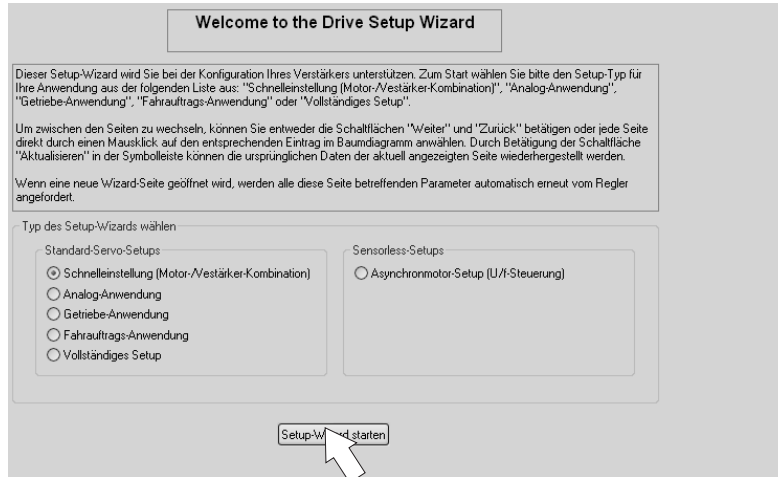 Welcome to the Drive Setup Wizard
Dieser Setup-Wizard wird Sie bei der Konfiguration Ihres Verstärkers unterstützen. Zum Start wählen Sie bitte den Setup-Typ für
Ihre Anwendung aus der folgenden Liste aus: "Schnelleinstellung (Motor-/Vestärker-Kombination)", "Analog-Anwendung",
"Getriebe-Anwendung", "Fahrauftrags-Anwendung" oder "Vollständiges Setup".
Um zwischen den Seiten zu wechseln, können Sie entweder die Schaltflächen "Weiter" und "Zurück" betätigen oder jede Seite
direkt durch einen Mausklick auf den entsprechenden Eintrag im Baumdiagramm anwählen. Durch Betätigung der Schaltfläche
"Aktualisieren" in der Symbolleiste können die ursprünglichen Daten der aktuell angezeigten Seite wiederhergestellt werden.
Wenn eine neue Wizard-Seite geöffnet wird, werden alle diese Seite betreffenden Parameter automatisch erneut vom Regler
angefordert.
Typ des Setup-Wizards wählen
Standard-Servo-Setups
Schnelleinstellung (Motor-/Vestärker-Kombination)
Analog-Anwendung
Getriebe-Anwendung
Fahrauftrags-Anwendung
Vollständiges Setup
Sensorless-Setups
Asynchronmotor-Setup (U/f-Steuerung)
Setup-Wizard starten